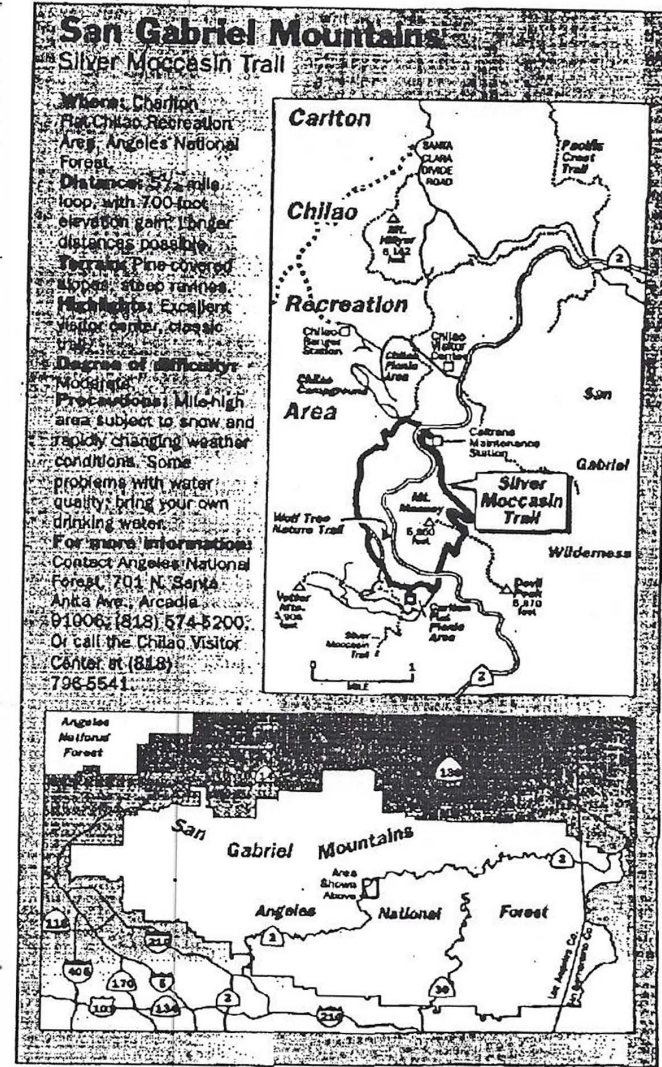 San Gabriel Mountains
Silver Moccasin Trail
Where: Charlton
Flat-Chilao Recreation
Area, Angeles National
Forest.
Distance: 5½-mile
loop, with 700-foot
elevation gain. Longer
distances possible.
Terrain: Pine-covered
slopes, steep ravines.
Highlights: Excellent
visitor center, classic
trail.
Degree of difficulty:
Moderate.
Precautions: Mile-high
area subject to snow and
rapidly changing weather
conditions. Some
problems with water
quality; bring your own
drinking water.
For more information:
Contact Angeles National
Forest, 701 N. Santa
Anita Ave., Arcadia
91006; (818) 574-5200.
Or call the Chilao Visitor
Center at (818)
796-5541.
Carlton
Chilao
Recreation
Area
SANTA
CLARA
DIVIDE
ROAD
Pacific
Crest
Trail
Mt.
Hillyer
6,162
feet
2
Chilao
Ranger
Station
Chilao
Picnic
Area
Chilao
Visitor
Center
Chilao
Campground
San
Gabriel
Wilderness
Caltrans
Maintenance
Station
Silver
Moccasin
Trail
Mt.
Mooney
5,850
feet
Wolf Tree
Nature Trail
Vetter
Mtn.
feet
Devil
Peak
5,870
feet
Carlton
Flat
Picnic
Area
Silver
Moccasin
Trail
0
1
MILE
2
Angeles
National
Forest
14
138
San Gabriel Mountains
Area
Shown
Above
2
Angeles National Forest
118
210
2
405
170
5
2
39
101
134
210
Los Angeles Co.
San Bernardino Co.